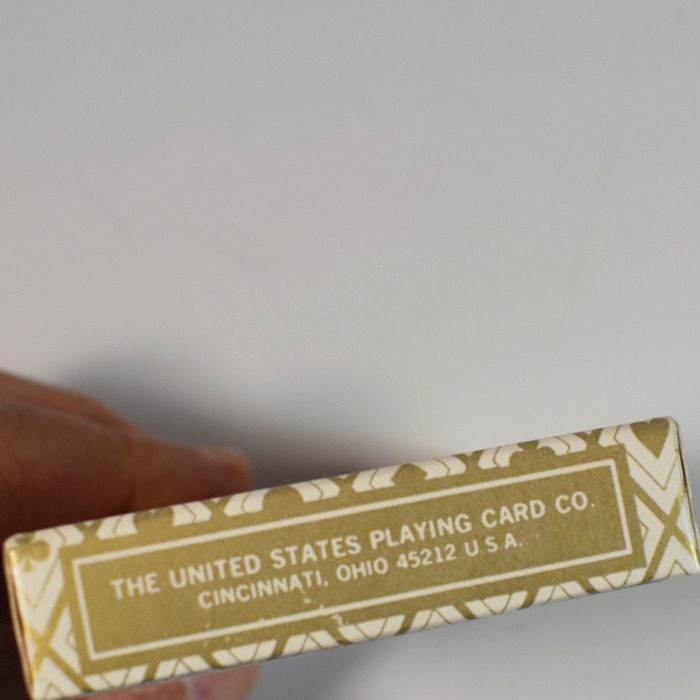 THE UNITED STATES PLAYING CARD CO.
CINCINNATI, OHIO 45212 U S A.